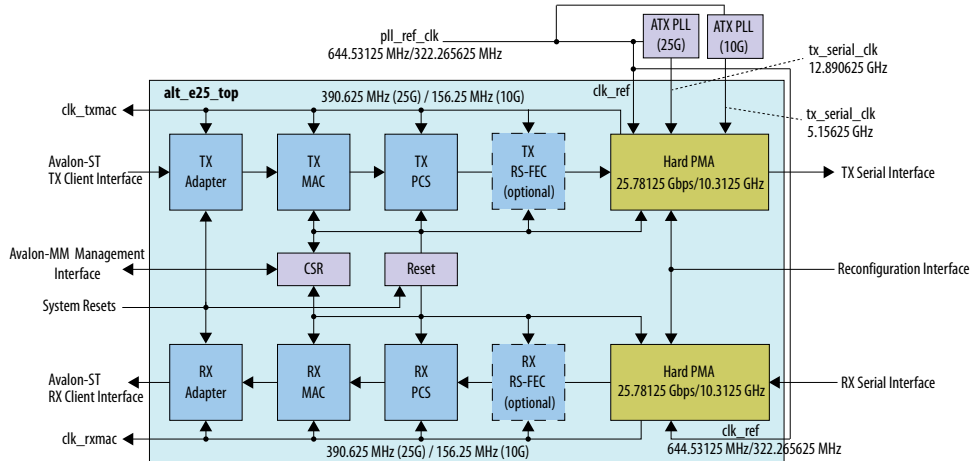 ATX PLL
(25G)
ATX PLL
(10G)
pll_ref_clk
644.53125 MHz/322.265625 MHz
tx_serial_clk
12.890625 GHz
alt_e25_top
390.625 MHz (25G) / 156.25 MHz (10G)
clk_ref
clk_txmac
tx_serial_clk
5.15625 GHz
Avalon-ST
TX Client Interface
TX
Adapter
TX
MAC
TX
PCS
TX
RS-FEC
(optional)
Hard PMA
25.78125 Gbps/10.3125 GHz
TX Serial Interface
Avalon-MM Management
Interface
CSR
Reset
Reconfiguration Interface
System Resets
Avalon-ST
RX Client Interface
RX
Adapter
RX
MAC
RX
PCS
RX
RS-FEC
(optional)
Hard PMA
25.78125 Gbps/10.3125 GHz
RX Serial Interface
clk_rxmac
390.625 MHz (25G) / 156.25 MHz (10G)
clk_ref
644.53125 MHz/322.265625 MHz